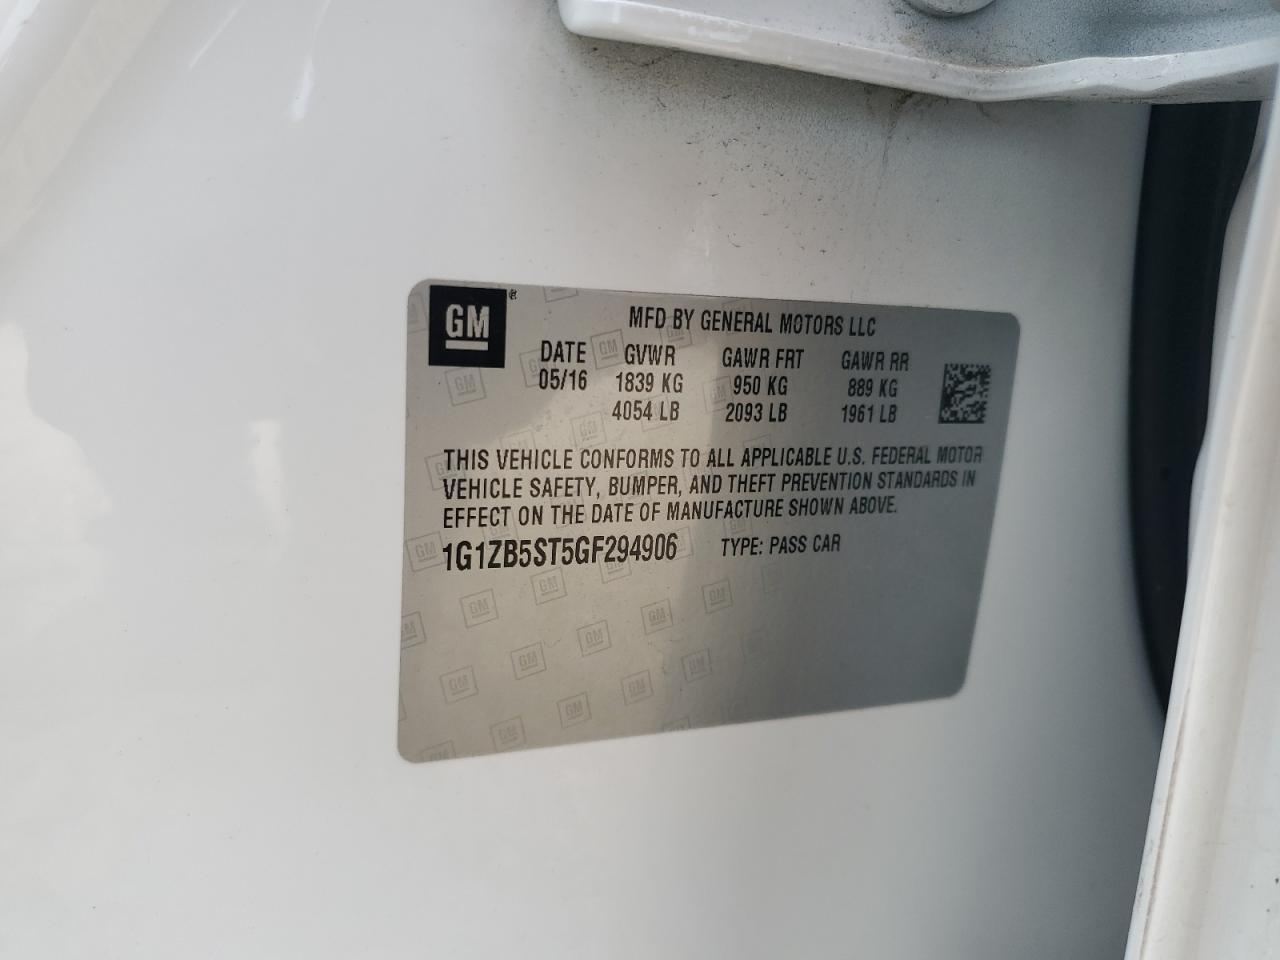 GM
MFD BY GENERAL MOTORS LLC
DATE GVWR GAWR FRT GAWR RR
05/16 1839 KG 950 KG 889 KG
4054 LB 2093 LB 1961 LB
THIS VEHICLE CONFORMS TO ALL APPLICABLE U.S. FEDERAL MOTOR
VEHICLE SAFETY, BUMPER, AND THEFT PREVENTION STANDARDS IN
EFFECT ON THE DATE OF MANUFACTURE SHOWN ABOVE.
1G1ZB5ST5GF294906 TYPE: PASS CAR